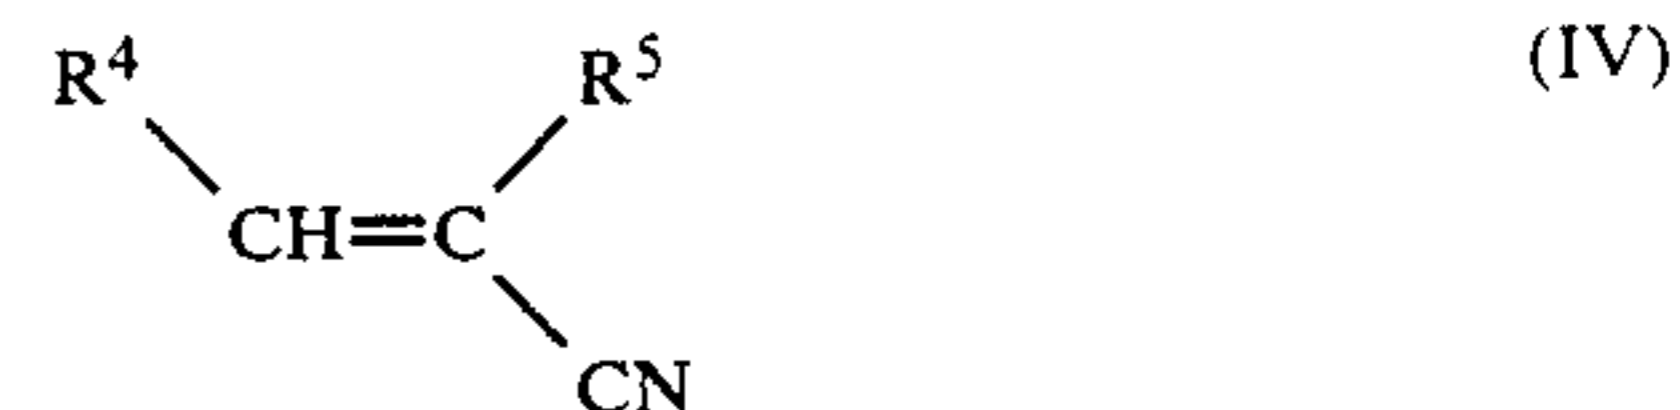 R⁴ R⁵ (IV)
CH=C
CN